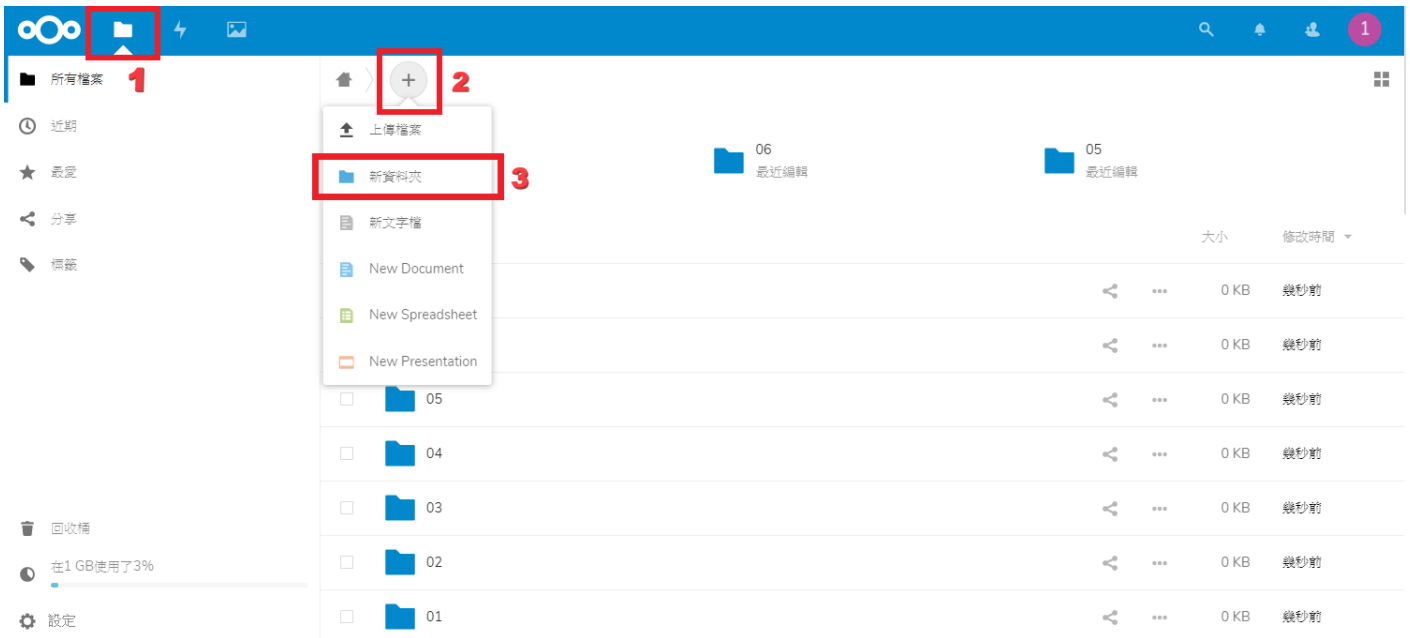 1
1
所有檔案
2
近期
最愛
分享
標籤
上傳檔案
新資料夾
3
新文字檔
New Document
New Spreadsheet
New Presentation
06
最近編輯
05
最近編輯
大小 修改時間
0 KB 幾秒前
0 KB 幾秒前
05 0 KB 幾秒前
04 0 KB 幾秒前
03 0 KB 幾秒前
02 0 KB 幾秒前
01 0 KB 幾秒前
回收桶
在1 GB使用了3%
設定